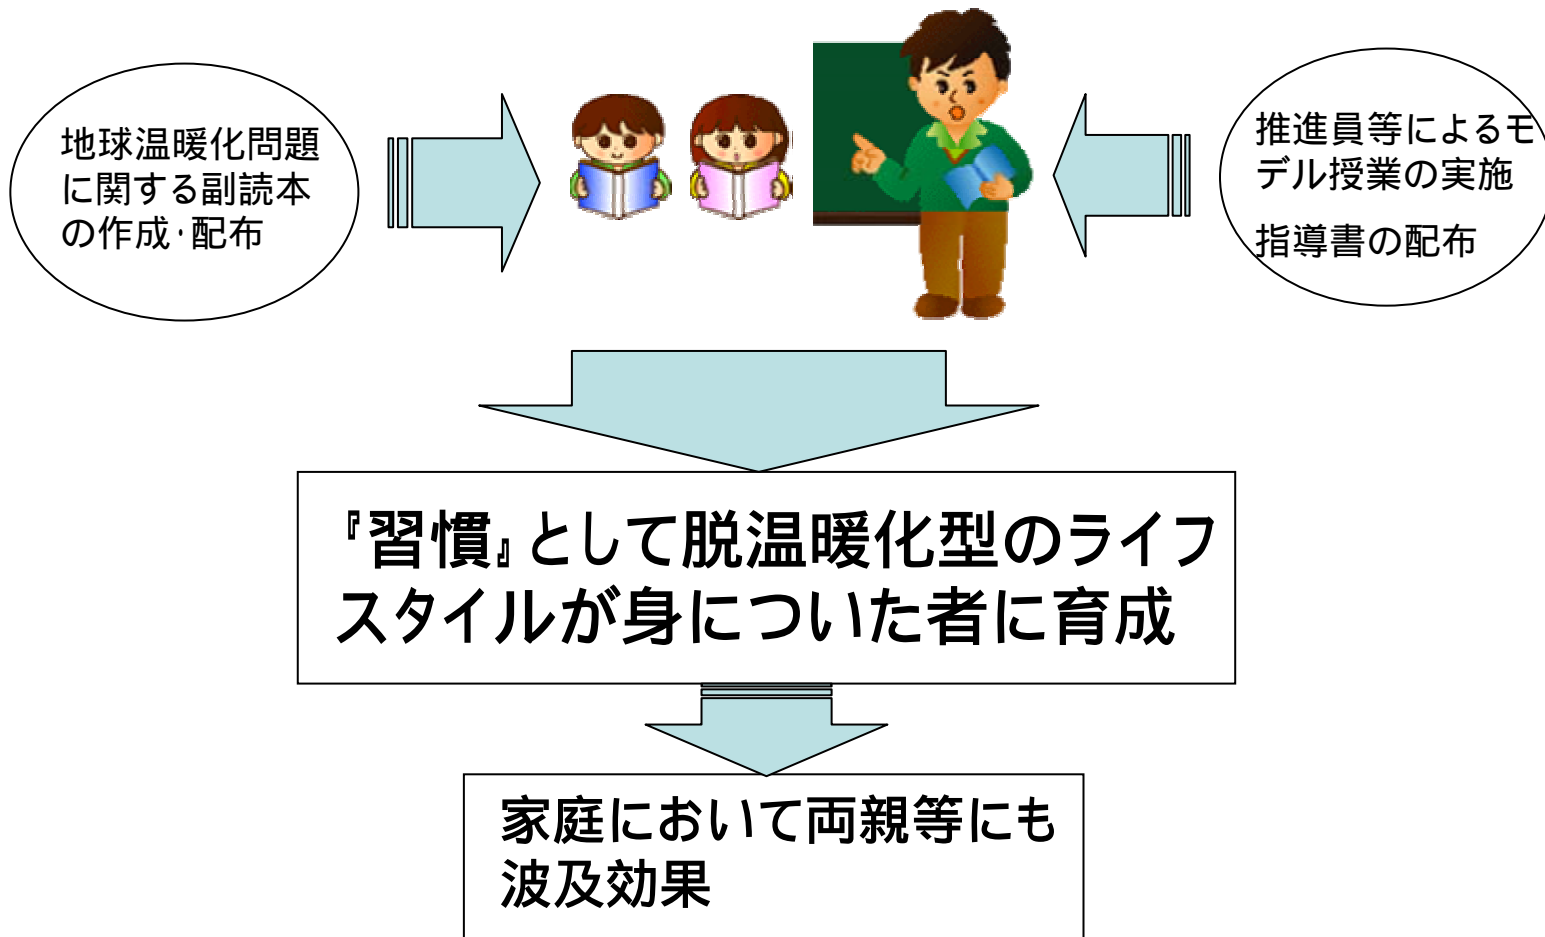 地球温暖化問題
に関する副読本
の作成・配布
推進員等によるモ
デル授業の実施
指導書の配布
『習慣』として脱温暖化型のライフ
スタイルが身についた者に育成
家庭において両親等にも
波及効果